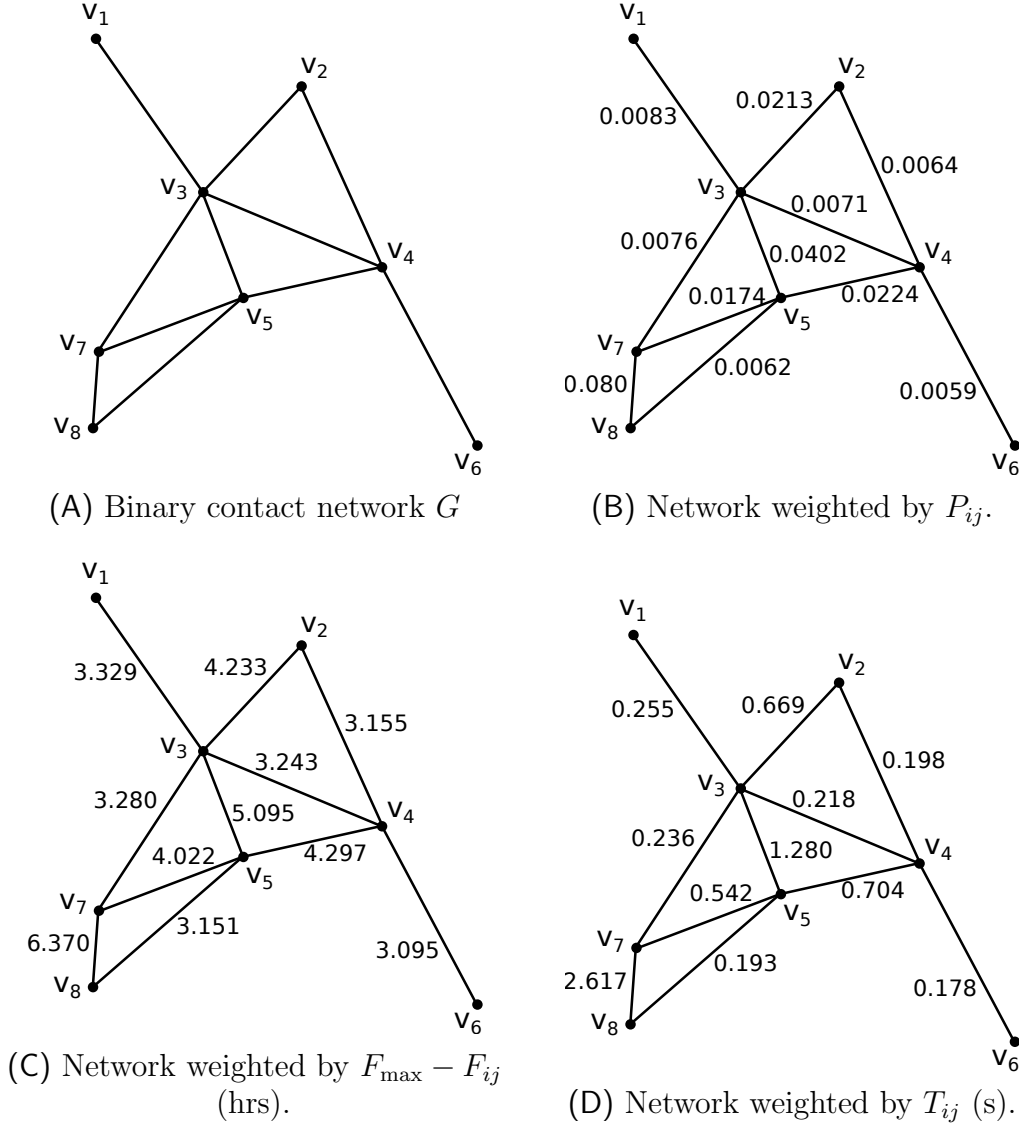 v1
v2
v3
v4
v5
v7
v8
v6
(A) Binary contact network G
v1
v2
0.0083
0.0213
0.0064
v3
0.0071
0.0076
0.0402
v4
0.0174
0.0224
v5
v7
0.080
0.0062
0.0059
v8
v6
(B) Network weighted by Pij.
v1
v2
3.329
4.233
3.155
v3
3.243
3.280
5.095
v4
4.022
4.297
v5
v7
6.370
3.151
3.095
v8
v6
(C) Network weighted by Fmax − Fij
(hrs).
v1
v2
0.255
0.669
0.198
v3
0.218
0.236
1.280
v4
0.542
0.704
v5
v7
2.617
0.193
0.178
v8
v6
(D) Network weighted by Tij (s).